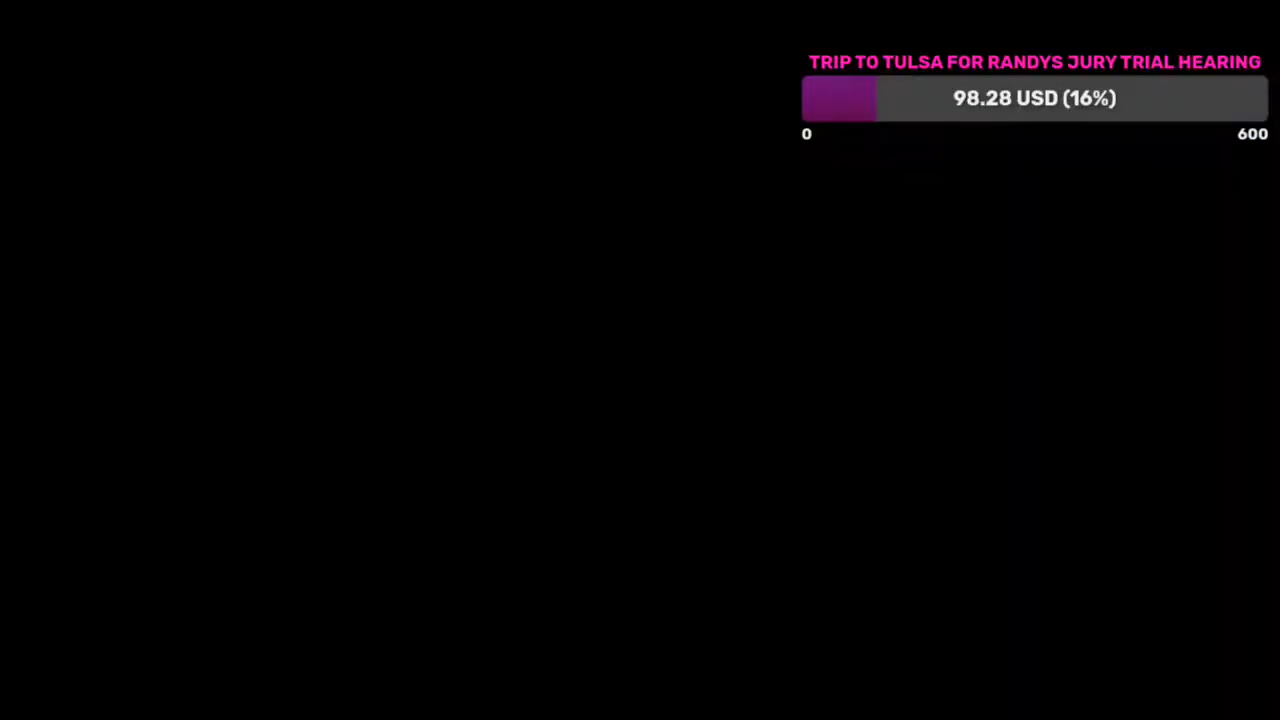 TRIP TO TULSA FOR RANDYS JURY TRIAL HEARING
98.28 USD (16%)
0 600